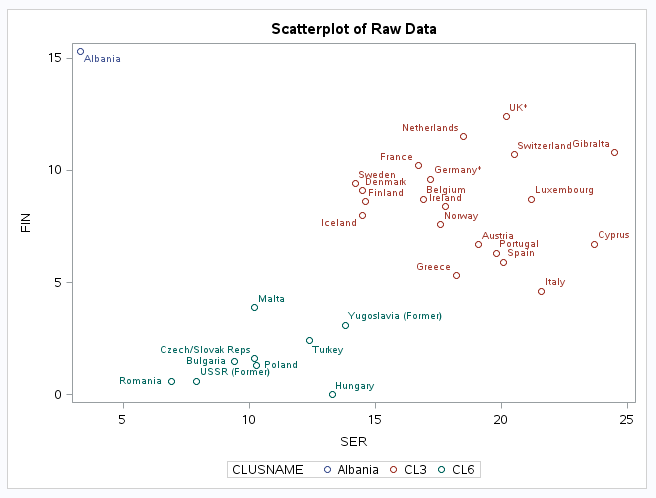 Scatterplot of Raw Data
15
Albania
UK*
Netherlands
Switzerland
Gibralta
France
10
Germany*
Sweden
Denmark
Finland
Belgium
Ireland
Luxembourg
Iceland
Norway
Austria
Portugal
Spain
Cyprus
Greece
5
Italy
Malta
Yugoslavia (Former)
Czech/Slovak Reps
Turkey
Bulgaria
Poland
USSR (Former)
Romania
Hungary
0
FIN
5 10 15 20 25
SER
CLUSNAME Albania CL3 CL6